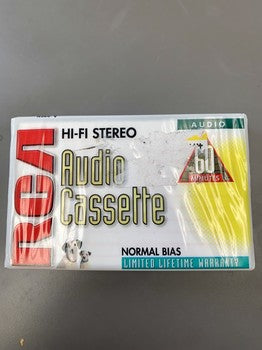 AUDIO
HI-FI STEREO
RCA
60
MINUTES
Audio
Cassette
NORMAL BIAS
LIMITED LIFETIME WARRANTY